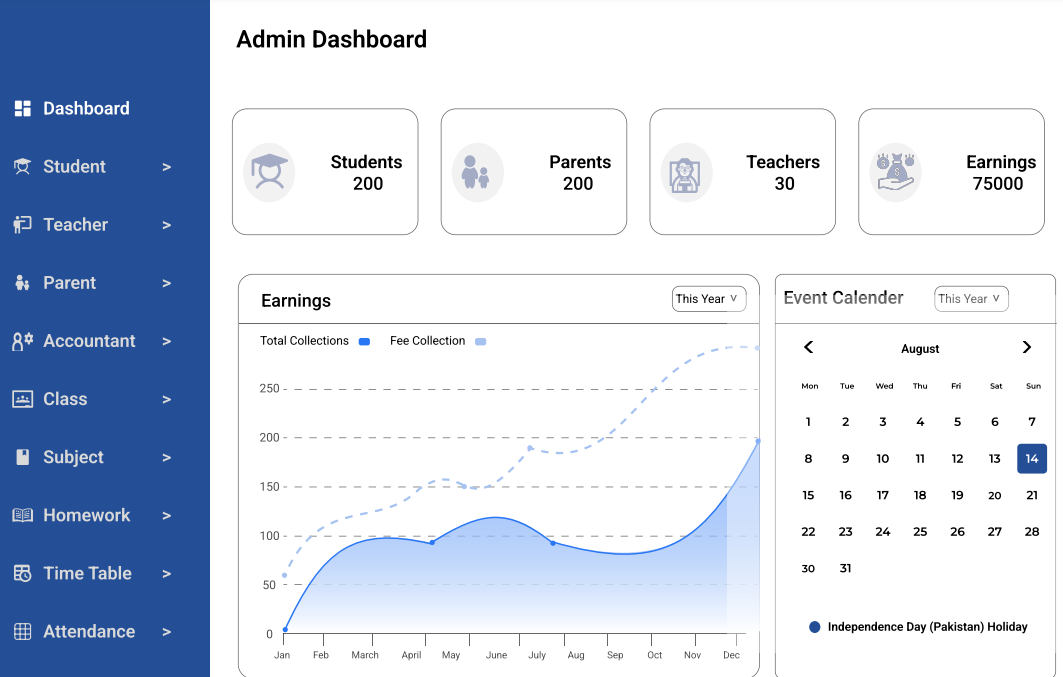 Admin Dashboard
Dashboard
Student >
Teacher >
Parent >
Accountant >
Class >
Subject >
Homework >
Time Table >
Attendance >
Students
200
Parents
200
Teachers
30
Earnings
75000
Earnings
This Year v
Total Collections
Fee Collection
250
200
150
100
50
0
Jan Feb March April May June July Aug Sep Oct Nov Dec
Event Calender
This Year v
< August >
Mon Tue Wed Thu Fri Sat Sun
1 2 3 4 5 6 7
8 9 10 11 12 13 14
15 16 17 18 19 20 21
22 23 24 25 26 27 28
30 31
Independence Day (Pakistan) Holiday